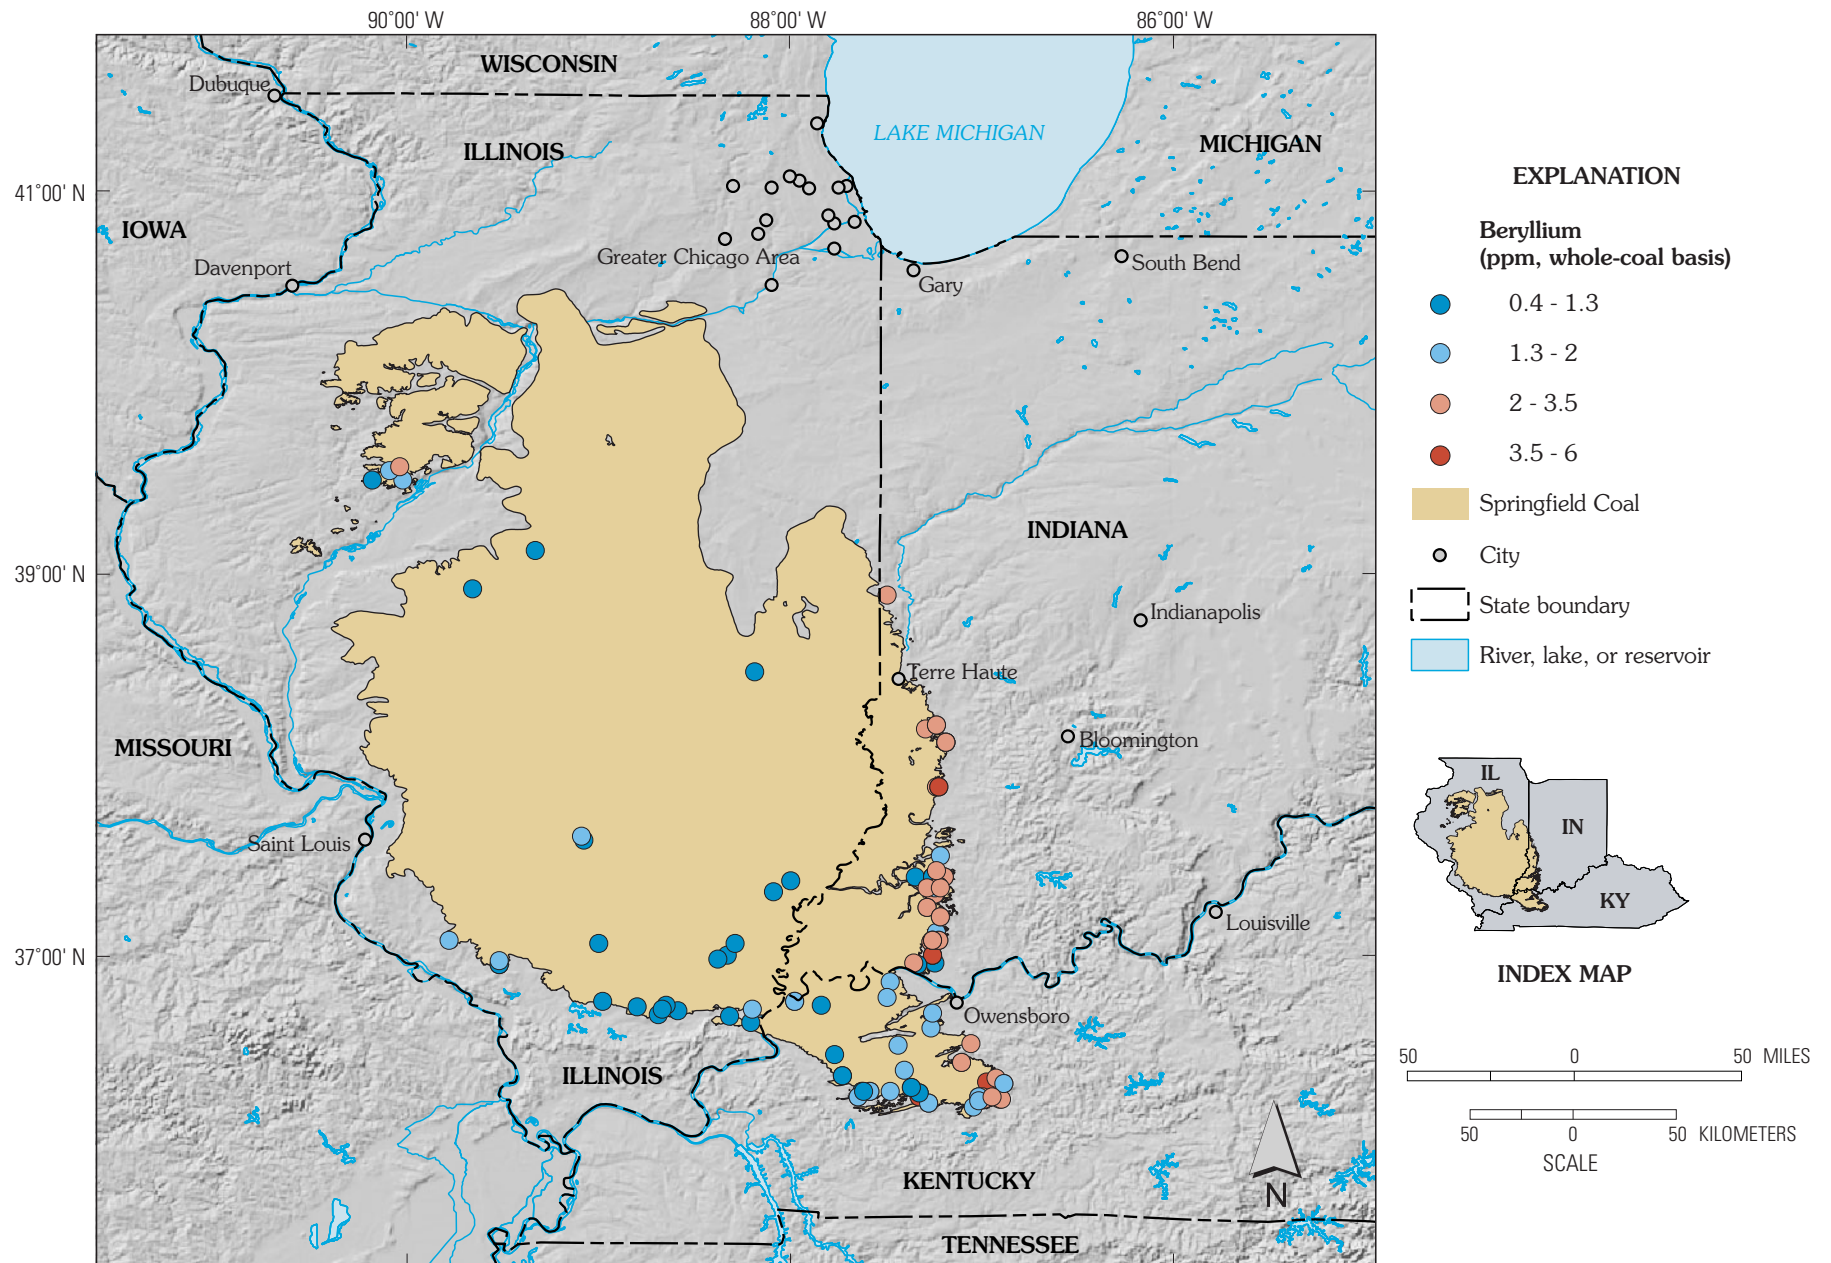 90°00' W
88°00' W
86°00' W
WISCONSIN
Dubuque
LAKE MICHIGAN
MICHIGAN
ILLINOIS
41°00' N
IOWA
Greater Chicago Area
Davenport
South Bend
Gary
INDIANA
39°00' N
Indianapolis
Terre Haute
MISSOURI
Bloomington
Saint Louis
Louisville
37°00' N
Owensboro
ILLINOIS
KENTUCKY
N
TENNESSEE
EXPLANATION
Beryllium
(ppm, whole-coal basis)
0.4 - 1.3
1.3 - 2
2 - 3.5
3.5 - 6
Springfield Coal
City
State boundary
River, lake, or reservoir
IL
IN
KY
INDEX MAP
50 0 50 MILES
50 0 50 KILOMETERS
SCALE